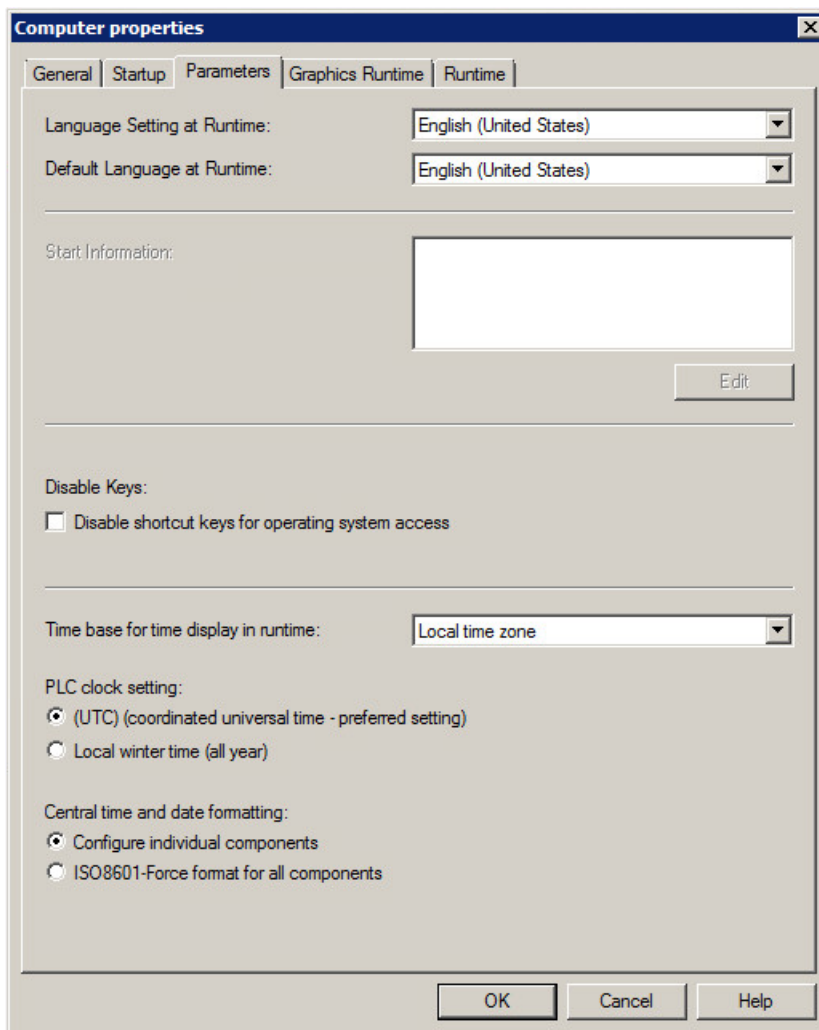 Computer properties
General Startup Parameters Graphics Runtime Runtime
Language Setting at Runtime: English (United States)
Default Language at Runtime: English (United States)
Start Information:
Edit
Disable Keys:
Disable shortcut keys for operating system access
Time base for time display in runtime: Local time zone
PLC clock setting:
(UTC) (coordinated universal time - preferred setting)
Local winter time (all year)
Central time and date formatting:
Configure individual components
ISO8601-Force format for all components
OK Cancel Help